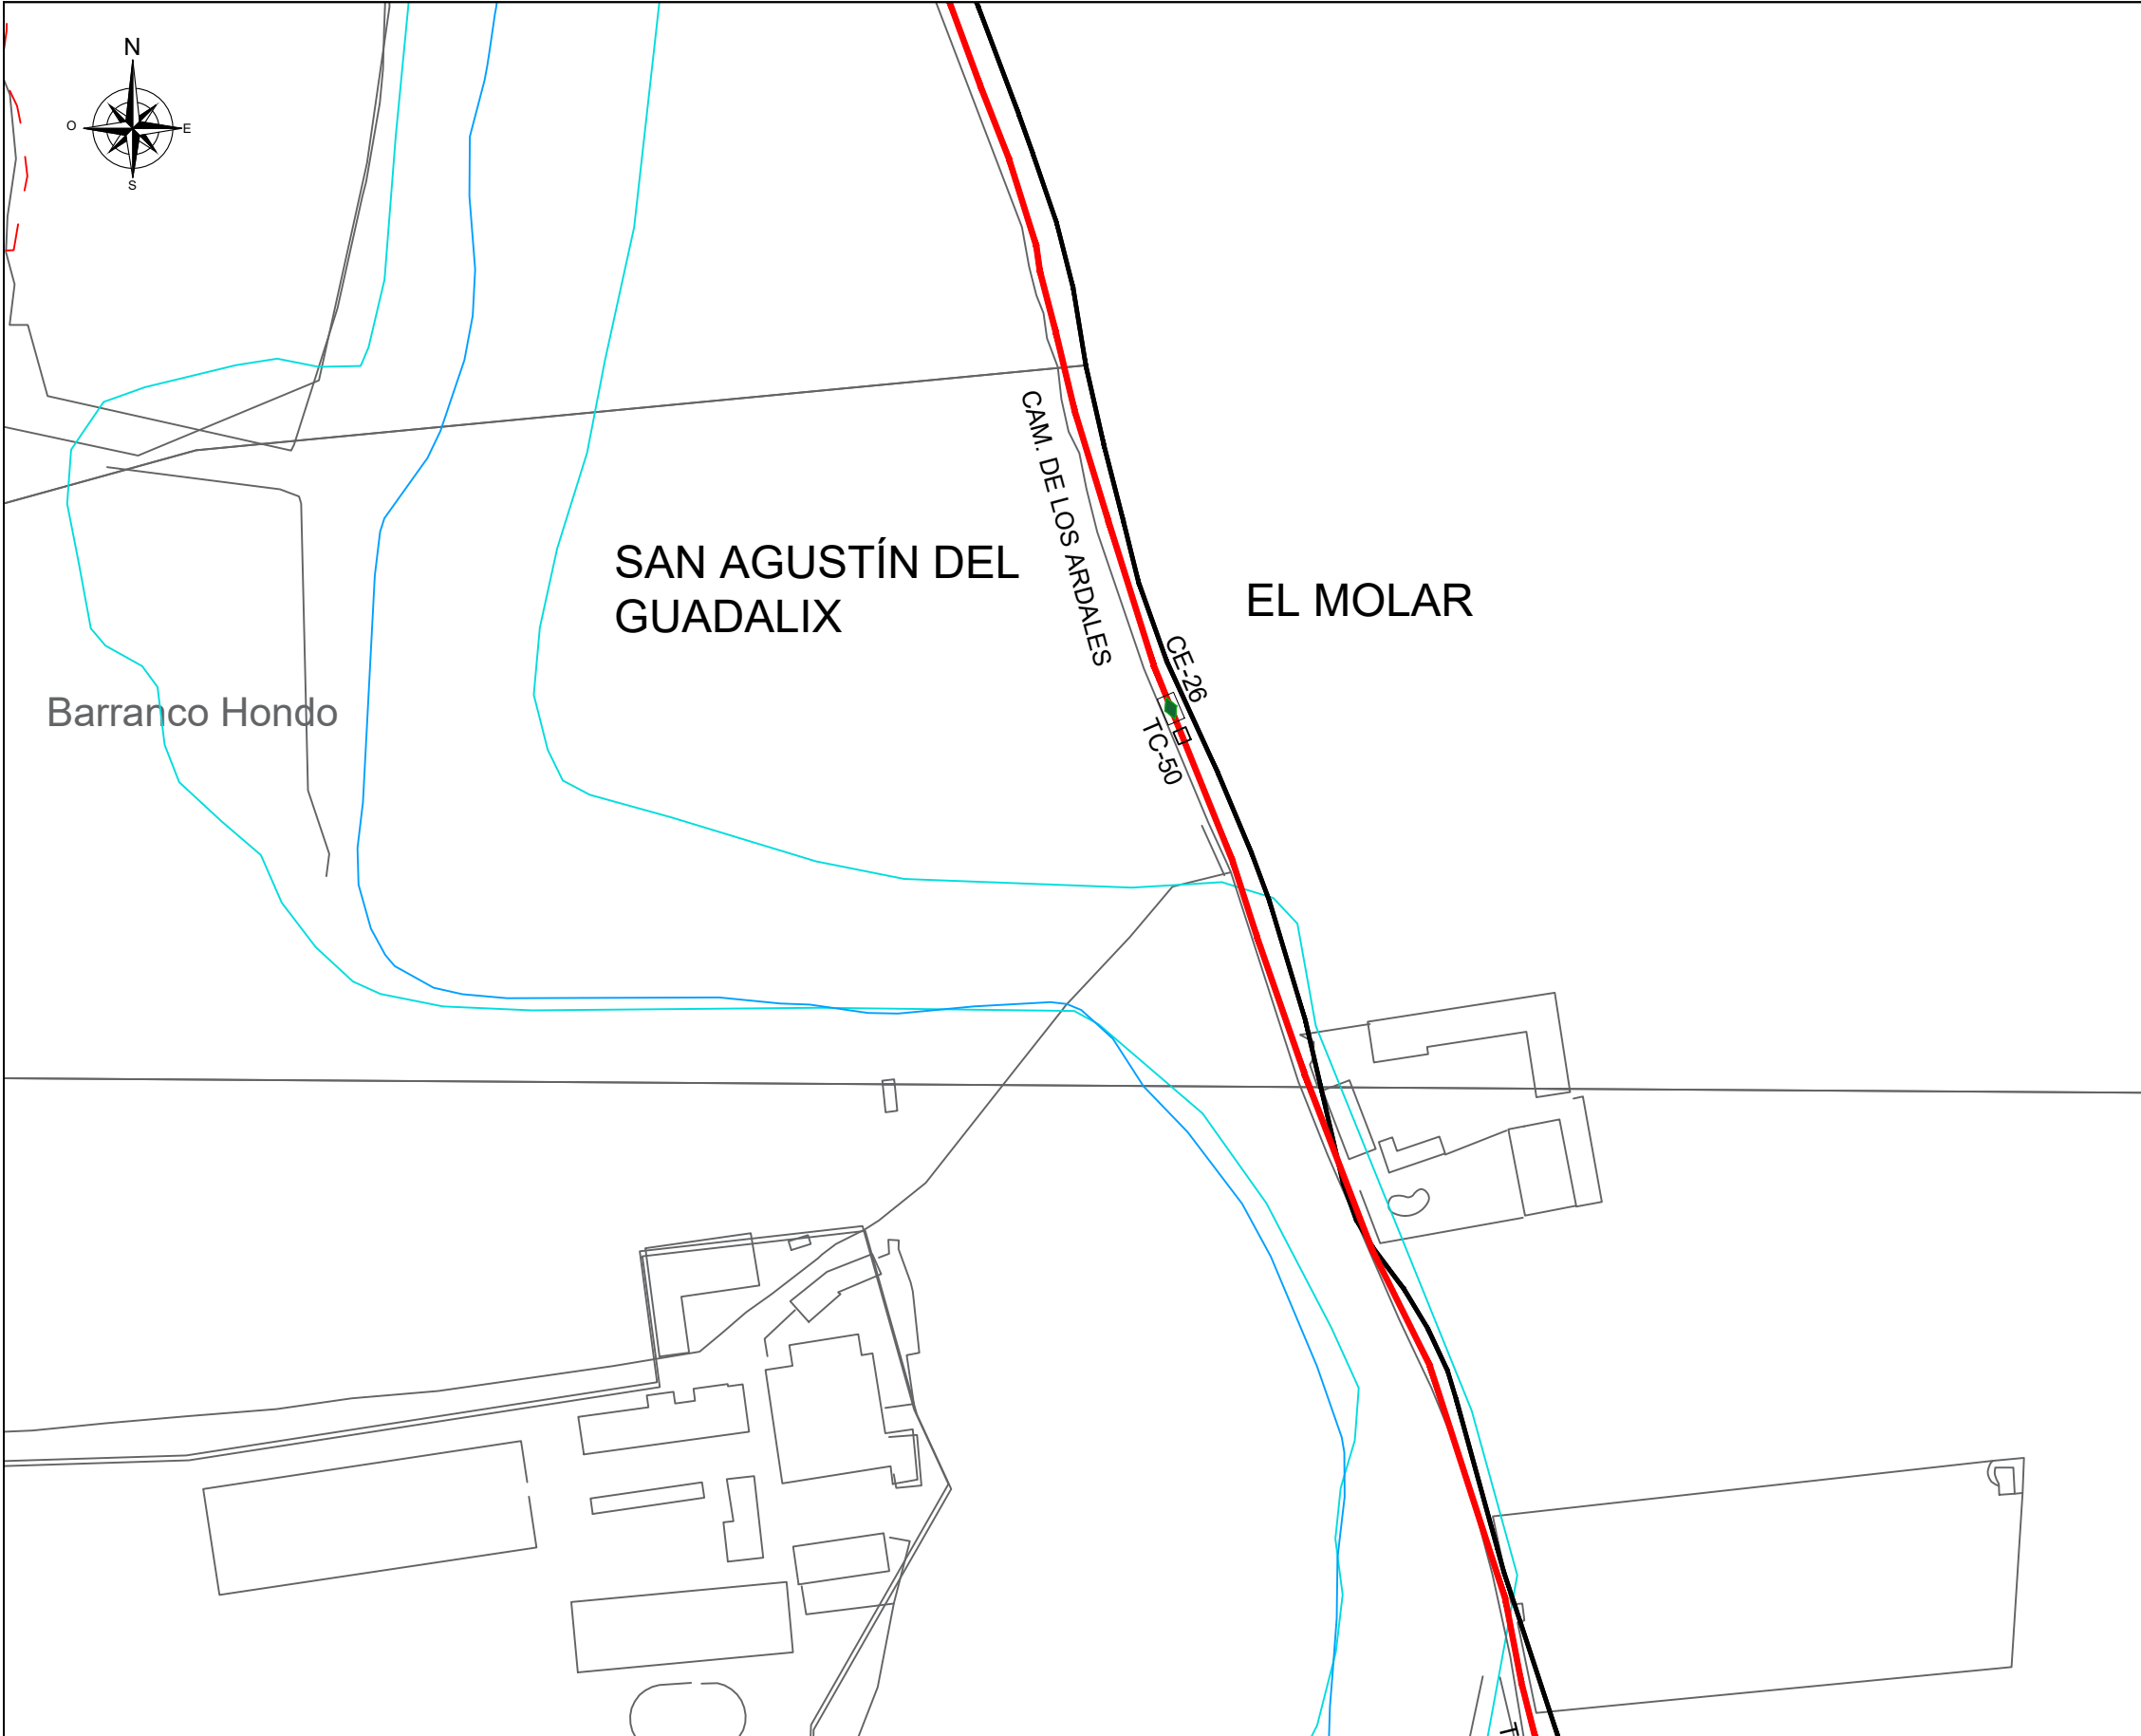 N
O
E
S
CAM. DE LOS ARDALES
SAN AGUSTÍN DEL
GUADALIX
EL MOLAR
CE-26
Barranco Hondo
TC-50
T